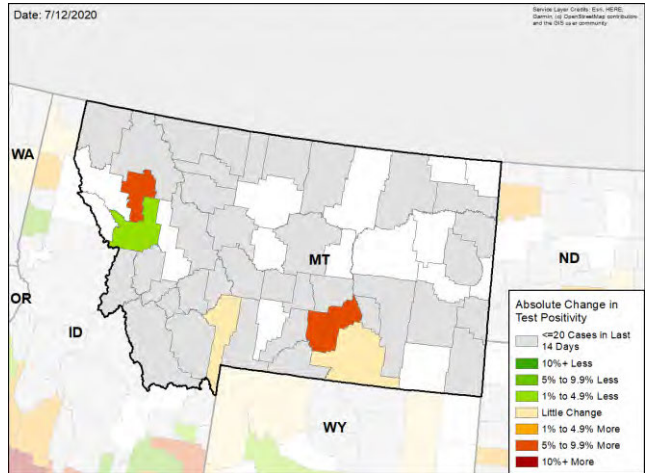 Date: 7/12/2020
Service Layer Credits: Esri, HERE,
Garmin, (c) OpenStreetMap contributors,
and the GIS user community
WA
MT
ND
OR
ID
WY
Absolute Change in
Test Positivity
<=20 Cases in Last
14 Days
10%+ Less
5% to 9.9% Less
1% to 4.9% Less
Little Change
1% to 4.9% More
5% to 9.9% More
10%+ More